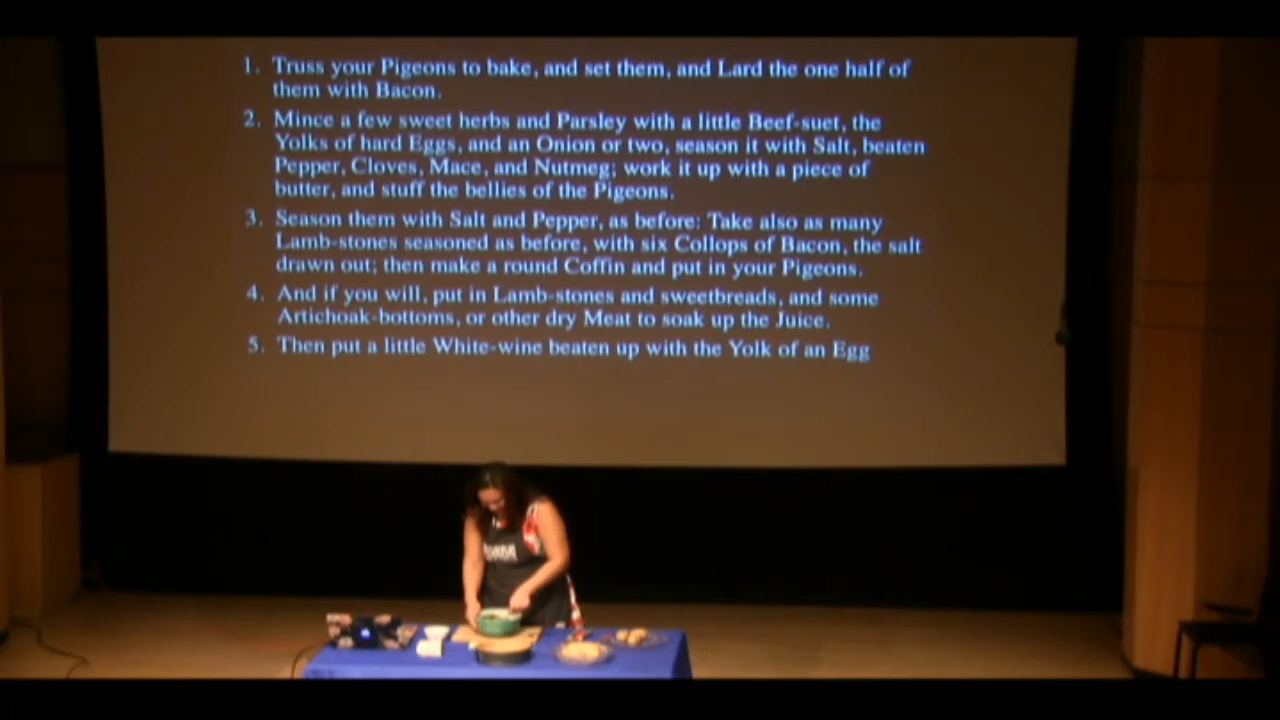 1. Truss your Pigeons to bake, and set them, and Lard the one half of
them with Bacon.
2. Mince a few sweet herbs and Parsley with a little Beef-suet, the
Yolks of hard Eggs, and an Onion or two, season it with Salt, beaten
Pepper, Cloves, Mace, and Nutmeg; work it up with a piece of
butter, and stuff the bellies of the Pigeons.
3. Season them with Salt and Pepper, as before: Take also as many
Lamb-stones seasoned as before, with six Collops of Bacon, the salt
drawn out; then make a round Coffin and put in your Pigeons.
4. And if you will, put in Lamb-stones and sweetbreads, and some
Artichoak-bottoms, or other dry Meat to soak up the Juice.
5. Then put a little White-wine beaten up with the Yolk of an Egg